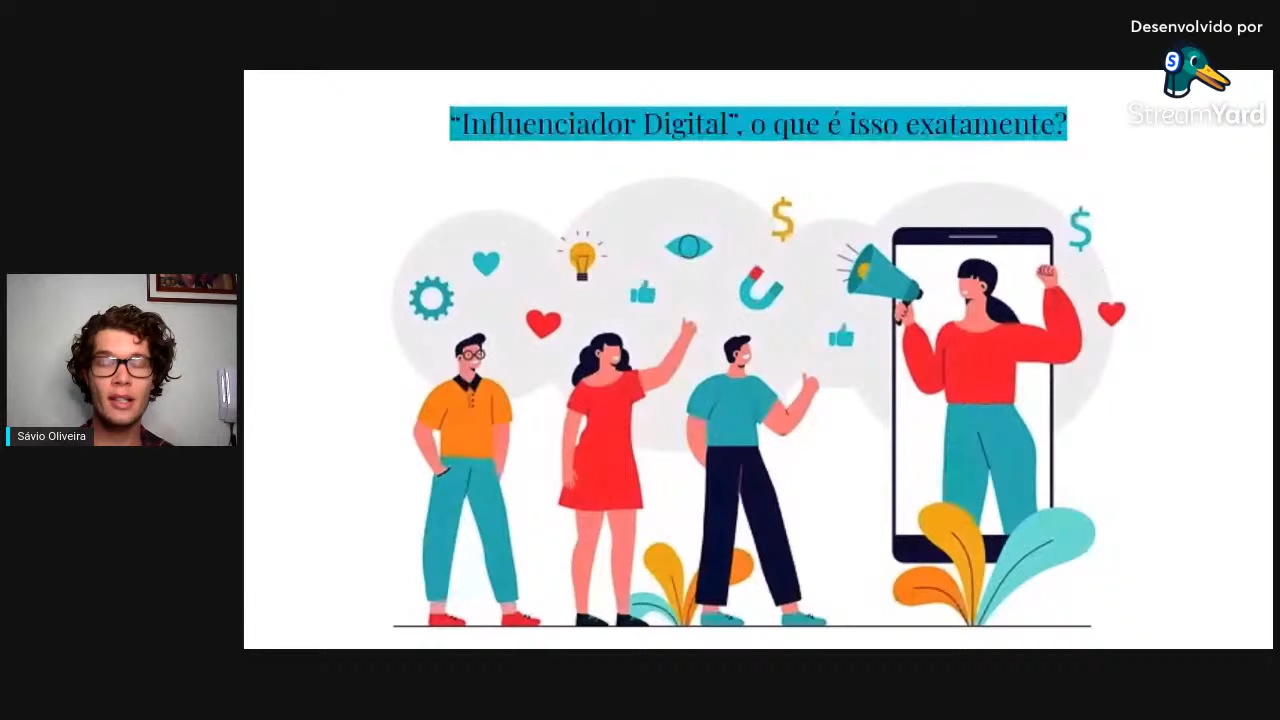 Desenvolvido por
StreamYard
“Influenciador Digital”, o que é isso exatamente?
Sávio Oliveira